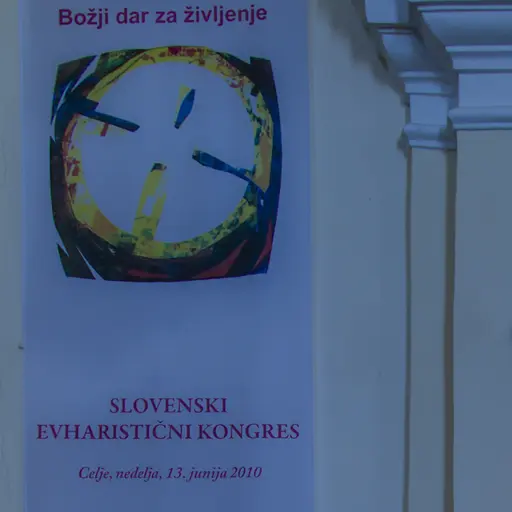 Božji dar za življenje
SLOVENSKI
EVHARISTIČNI KONGRES
Celje, nedelja, 13. junija 2010